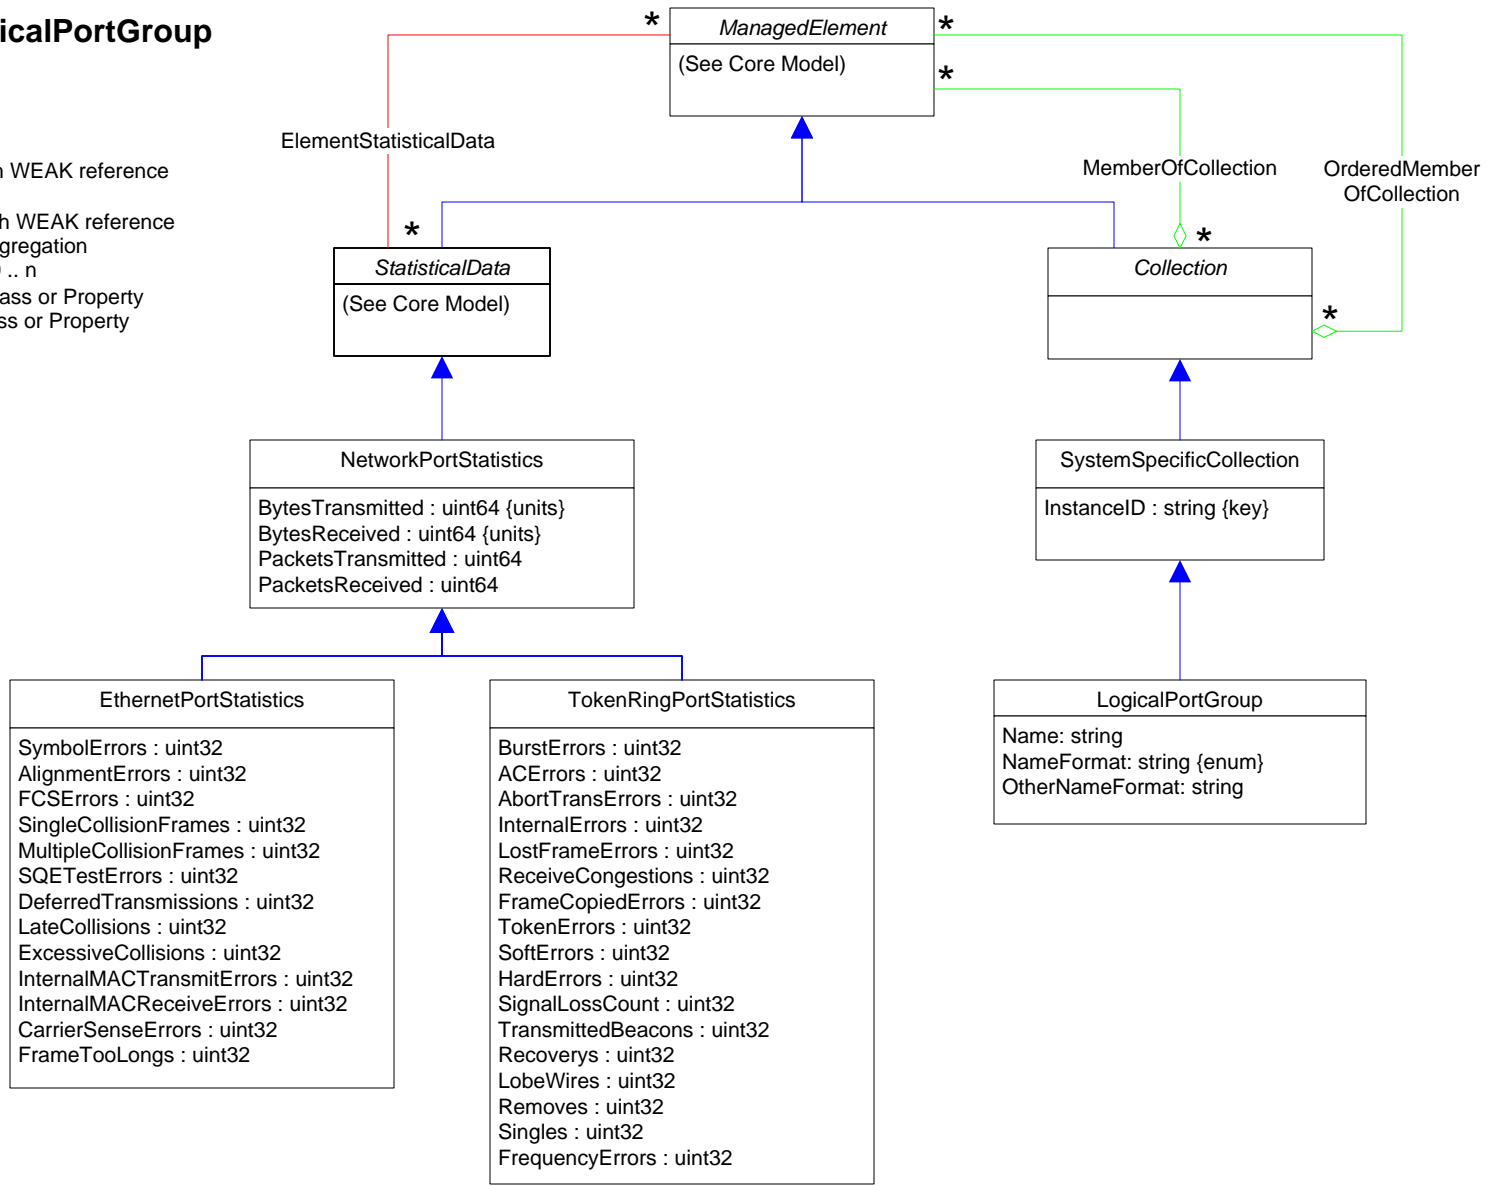 icalPortGroup
* ManagedElement *
(See Core Model)
*
ElementStatisticalData
MemberOfCollection
OrderedMember
OfCollection
h WEAK reference
h WEAK reference
gregation
.. n
ass or Property
ss or Property
*
StatisticalData
(See Core Model)
*
Collection
*
NetworkPortStatistics
BytesTransmitted : uint64 {units}
BytesReceived : uint64 {units}
PacketsTransmitted : uint64
PacketsReceived : uint64
SystemSpecificCollection
InstanceID : string {key}
EthernetPortStatistics
SymbolErrors : uint32
AlignmentErrors : uint32
FCSErrors : uint32
SingleCollisionFrames : uint32
MultipleCollisionFrames : uint32
SQETestErrors : uint32
DeferredTransmissions : uint32
LateCollisions : uint32
ExcessiveCollisions : uint32
InternalMACTransmitErrors : uint32
InternalMACReceiveErrors : uint32
CarrierSenseErrors : uint32
FrameTooLongs : uint32
TokenRingPortStatistics
BurstErrors : uint32
ACErrors : uint32
AbortTransErrors : uint32
InternalErrors : uint32
LostFrameErrors : uint32
ReceiveCongestions : uint32
FrameCopiedErrors : uint32
TokenErrors : uint32
SoftErrors : uint32
HardErrors : uint32
SignalLossCount : uint32
TransmittedBeacons : uint32
Recoverys : uint32
LobeWires : uint32
Removes : uint32
Singles : uint32
FrequencyErrors : uint32
LogicalPortGroup
Name: string
NameFormat: string {enum}
OtherNameFormat: string